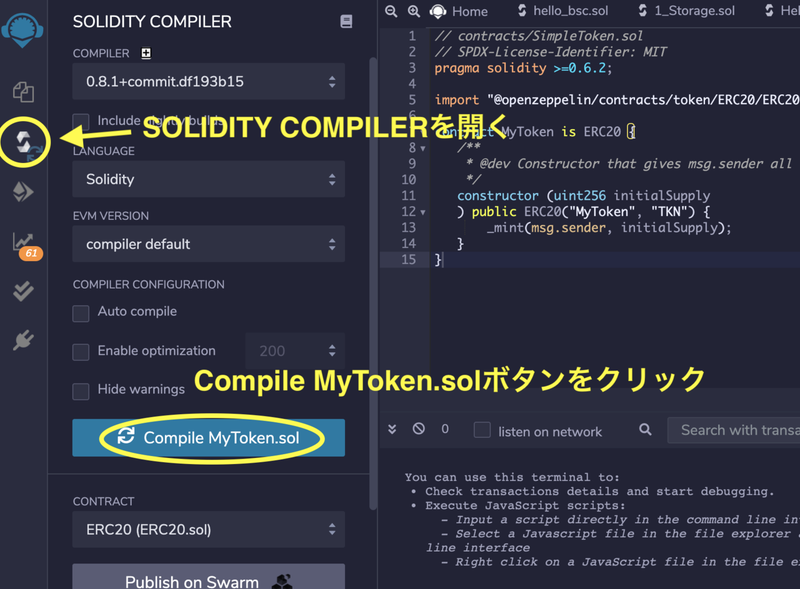 SOLIDITY COMPILER
COMPILER
0.8.1+commit.df193b15
Include nightly builds
SOLIDITY COMPILERを開く
LANGUAGE
Solidity
EVM VERSION
compiler default
61
COMPILER CONFIGURATION
Auto compile
Enable optimization 200
Hide warnings
Compile MyToken.solボタンをクリック
Compile MyToken.sol
CONTRACT
ERC20 (ERC20.sol)
Publish on Swarm
Home hello_bsc.sol 1_Storage.sol Hel
1 // contracts/SimpleToken.sol
2 // SPDX-License-Identifier: MIT
3 pragma solidity >=0.6.2;
4
5 import "@openzeppelin/contracts/token/ERC20/ERC20
6
MyToken is ERC20 {
8 /**
9 * @dev Constructor that gives msg.sender all
10 */
11 constructor (uint256 initialSupply
12 ) public ERC20("MyToken", "TKN") {
13 _mint(msg.sender, initialSupply);
14 }
15 }
0 listen on network Search with transa
You can use this terminal to:
• Check transactions details and start debugging.
• Execute JavaScript scripts:
- Input a script directly in the command line in
- Select a Javascript file in the file explorer a
line interface
- Right click on a JavaScript file in the file ex